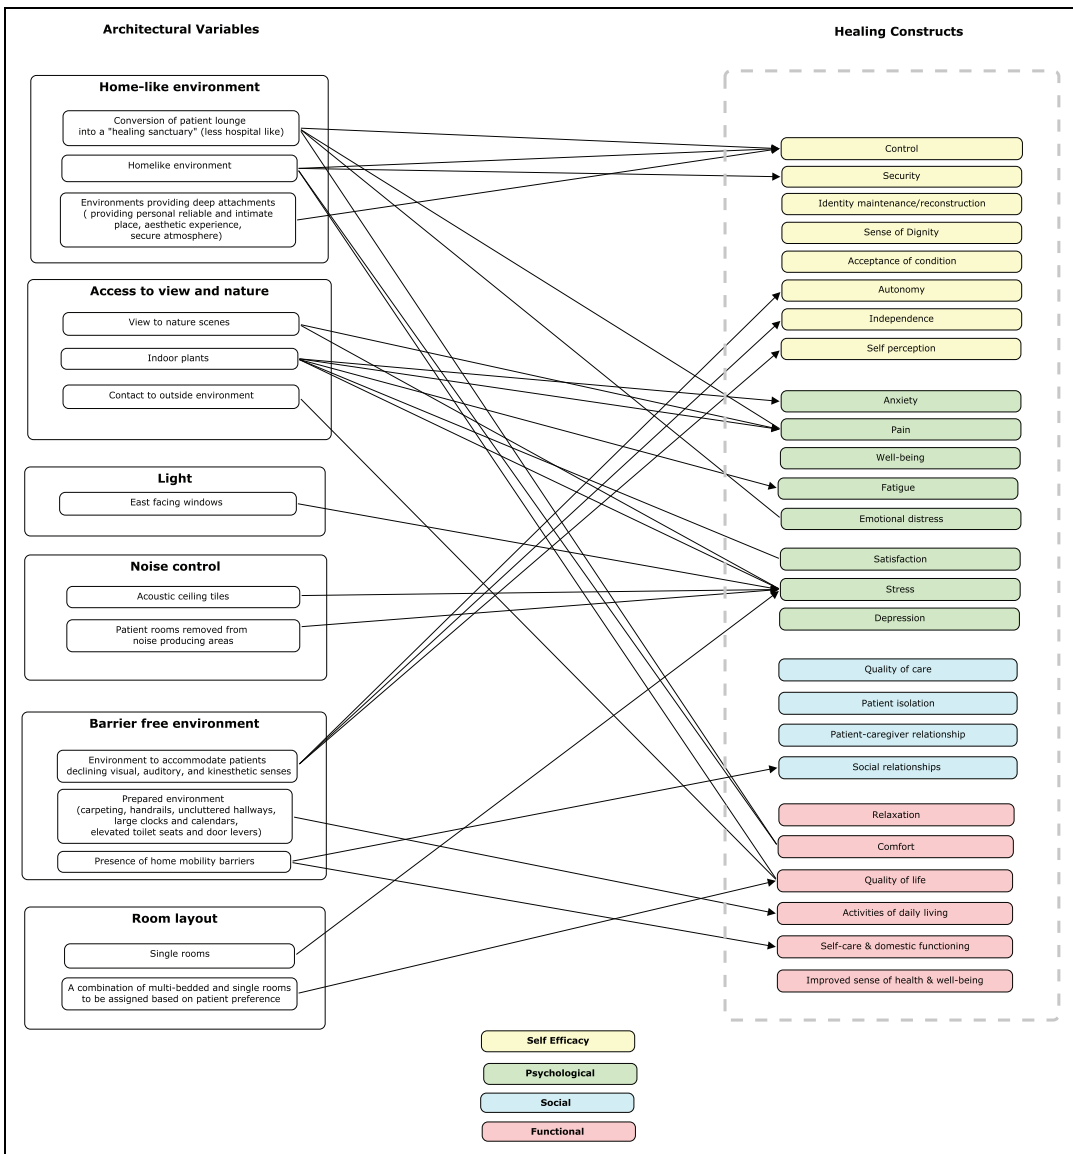 Architectural Variables
Healing Constructs
Home-like environment
Conversion of patient lounge
into a "healing sanctuary" (less hospital like)
Homelike environment
Environments providing deep attachments
( providing personal reliable and intimate
place, aesthetic experience,
secure atmosphere)
Access to view and nature
View to nature scenes
Indoor plants
Contact to outside environment
Light
East facing windows
Noise control
Acoustic ceiling tiles
Patient rooms removed from
noise producing areas
Barrier free environment
Environment to accommodate patients
declining visual, auditory, and kinesthetic senses
Prepared environment
(carpeting, handrails, uncluttered hallways,
large clocks and calendars,
elevated toilet seats and door levers)
Presence of home mobility barriers
Room layout
Single rooms
A combination of multi-bedded and single rooms
to be assigned based on patient preference
Control
Security
Identity maintenance/reconstruction
Sense of Dignity
Acceptance of condition
Autonomy
Independence
Self perception
Anxiety
Pain
Well-being
Fatigue
Emotional distress
Satisfaction
Stress
Depression
Quality of care
Patient isolation
Patient-caregiver relationship
Social relationships
Relaxation
Comfort
Quality of life
Activities of daily living
Self-care & domestic functioning
Improved sense of health & well-being
Self Efficacy
Psychological
Social
Functional